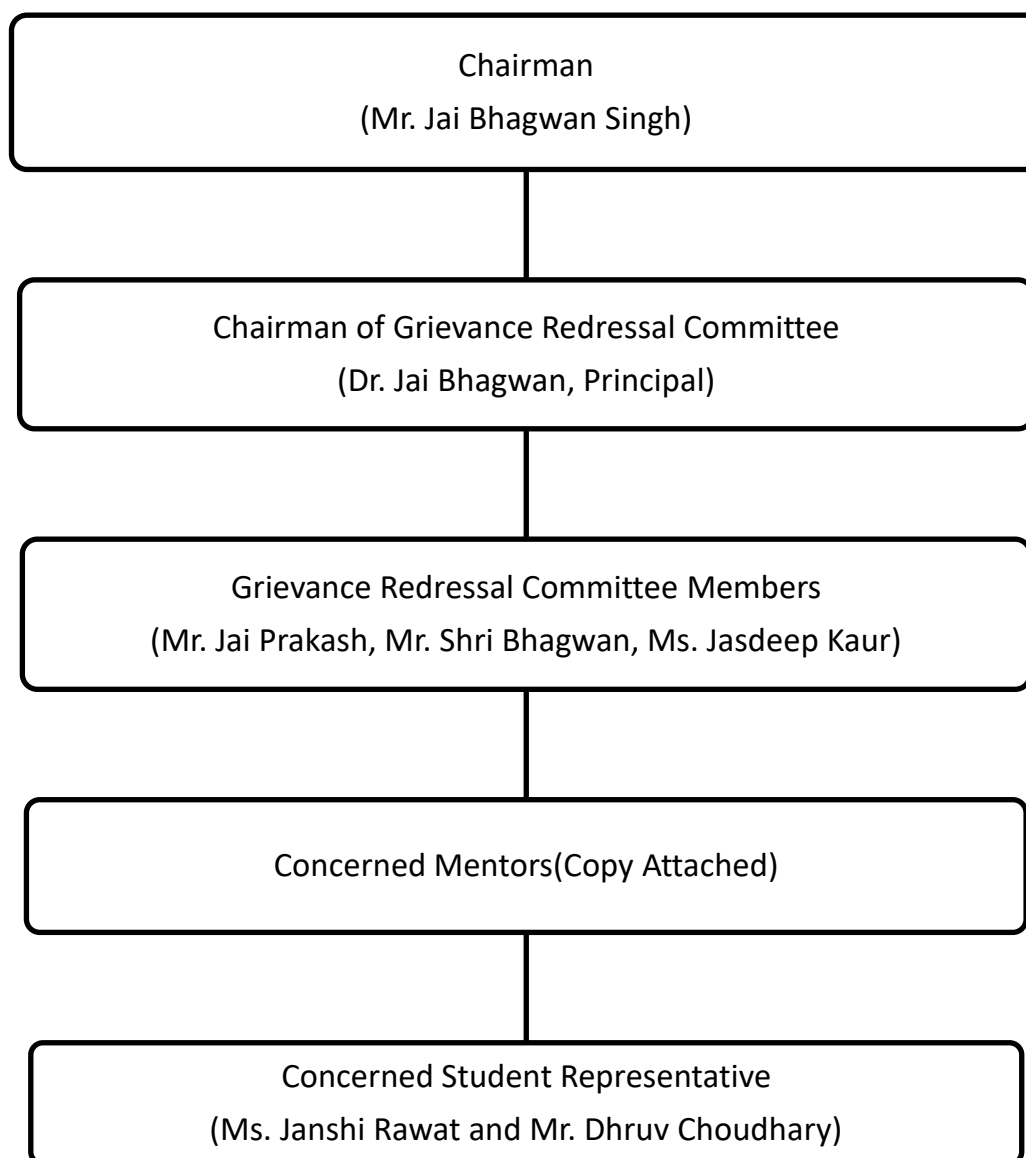 Chairman
(Mr. Jai Bhagwan Singh)
Chairman of Grievance Redressal Committee
(Dr. Jai Bhagwan, Principal)
Grievance Redressal Committee Members
(Mr. Jai Prakash, Mr. Shri Bhagwan, Ms. Jasdeep Kaur)
Concerned Mentors(Copy Attached)
Concerned Student Representative
(Ms. Janshi Rawat and Mr. Dhruv Choudhary)